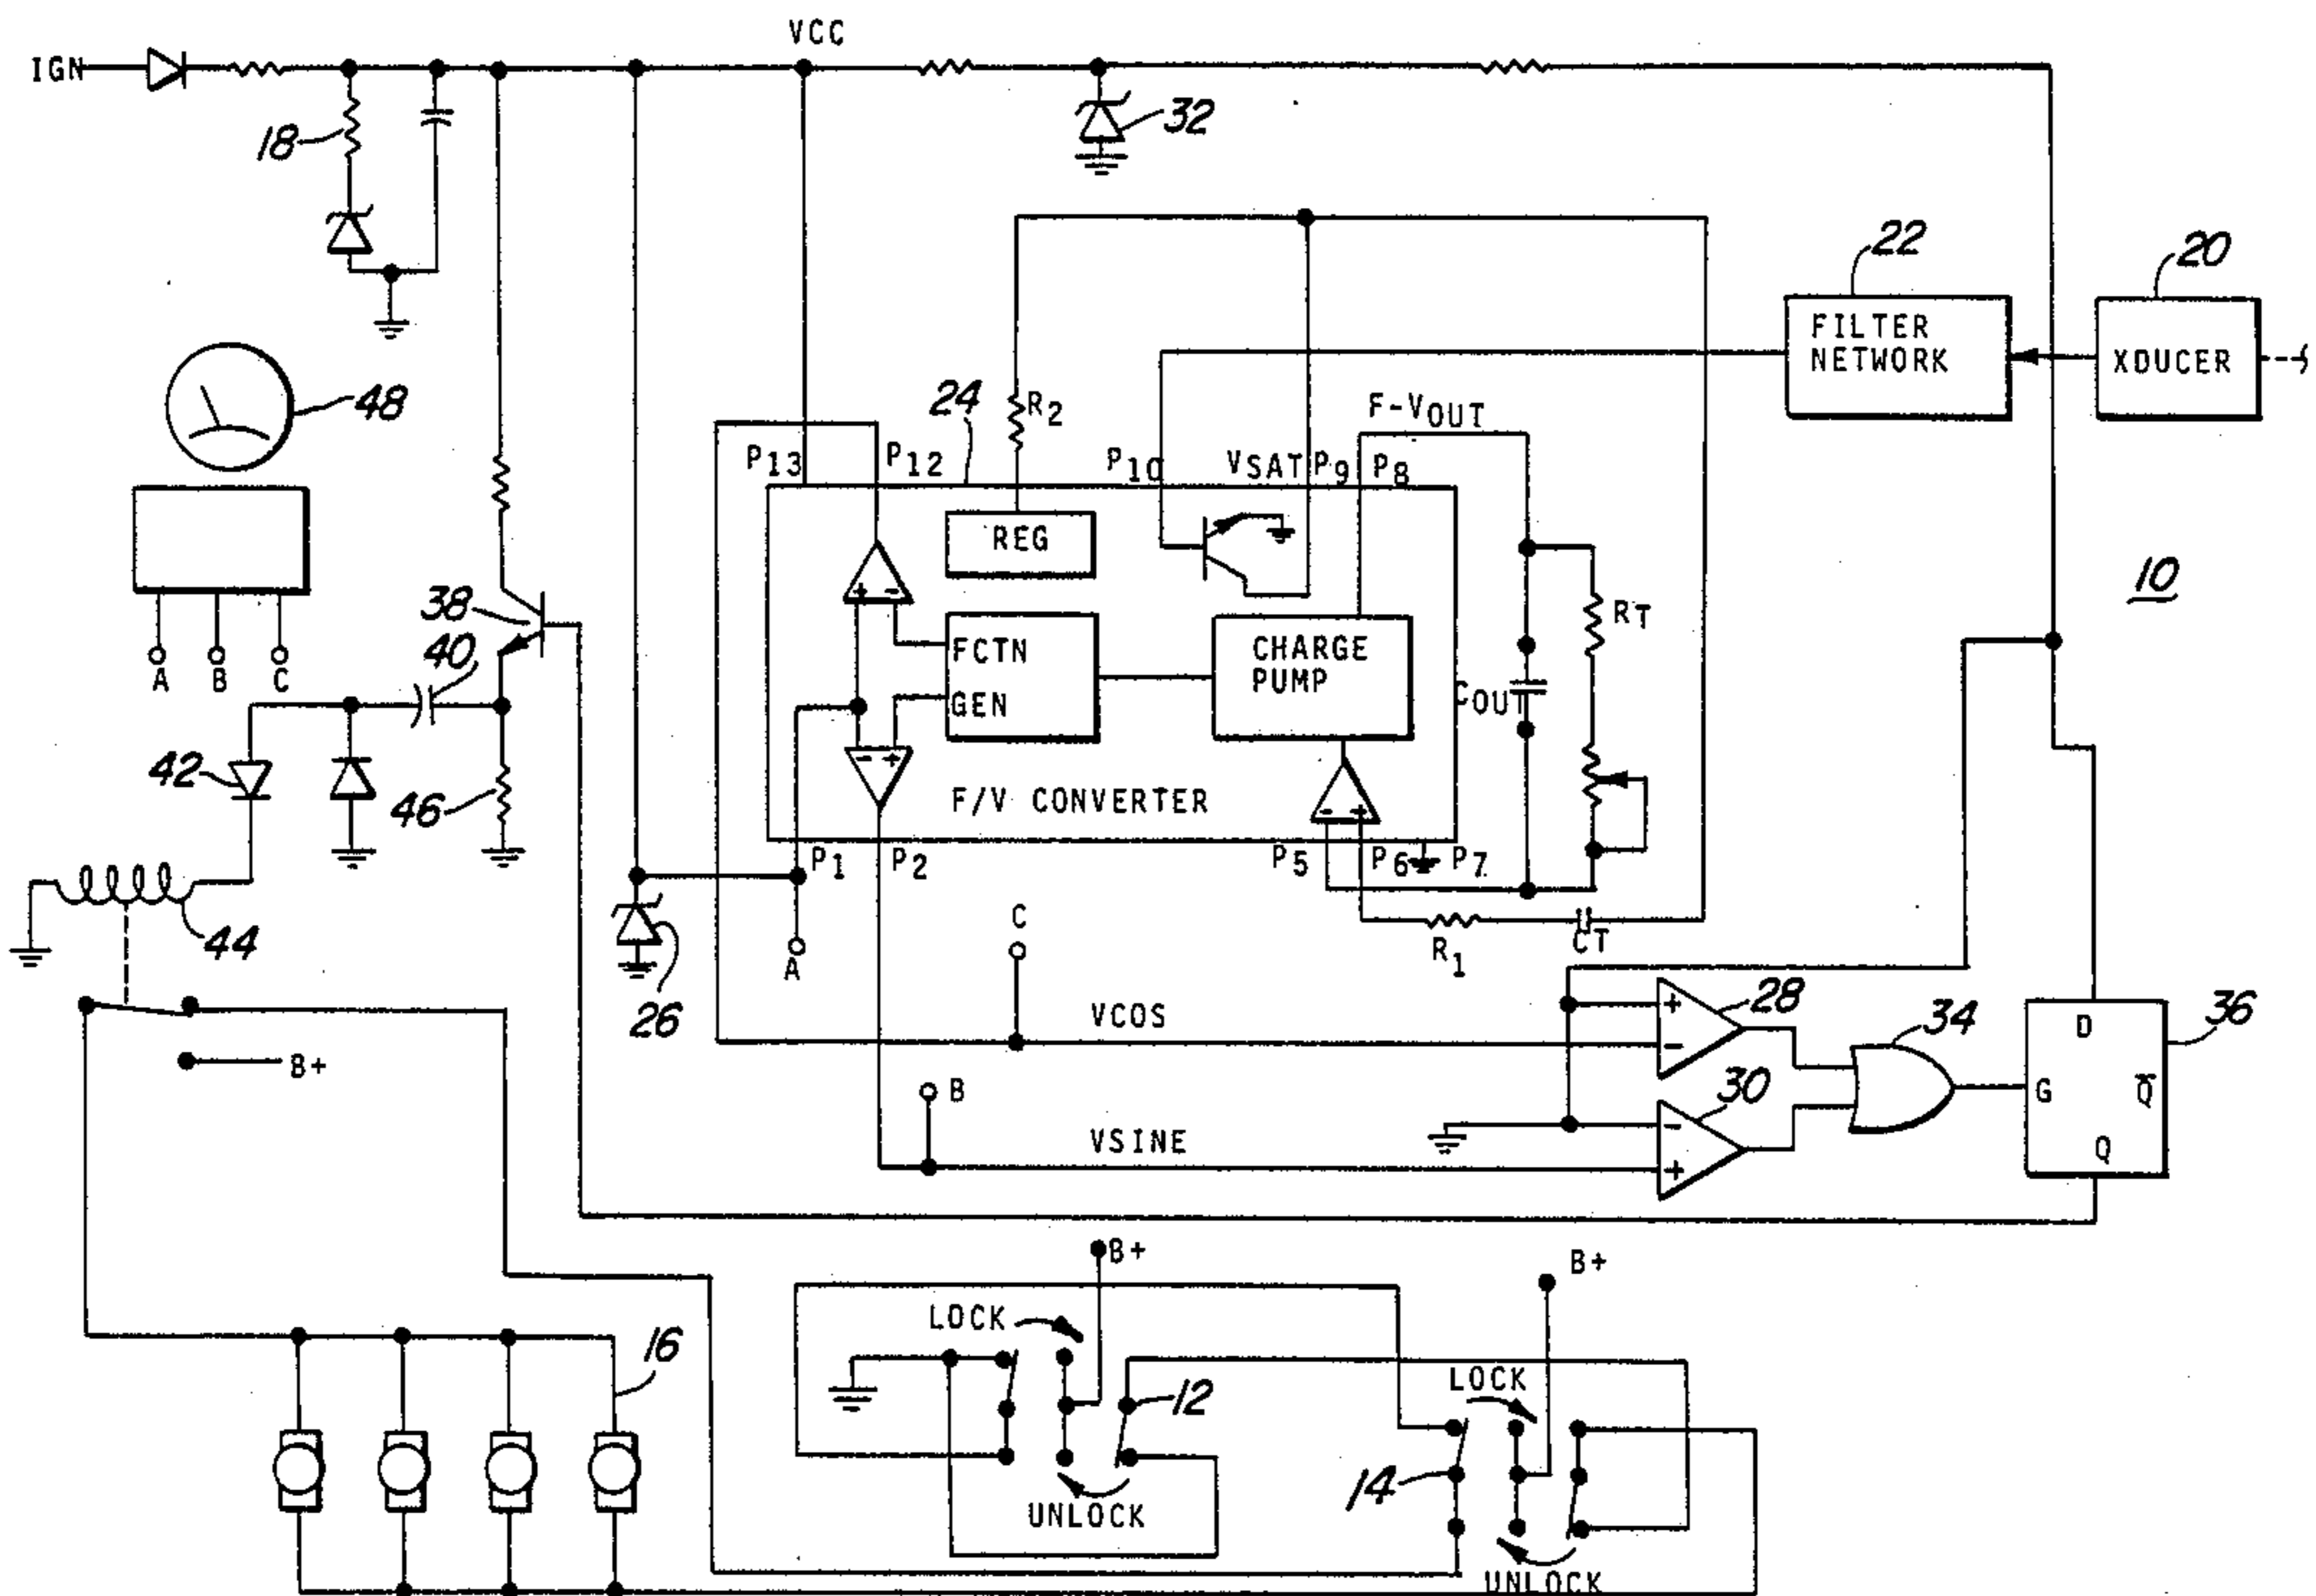 VCC
IGN
18
32
22
20
FILTER
NETWORK
XDUCER
48
24
R2
F-VOUT
P13
P12
P10
VSAT
P9
P8
REG
10
38
RT
A
B
C
40
FCTN
GEN
CHARGE
PUMP
COUT
+
-
-
+
42
46
F/V CONVERTER
-
+
P1
P2
P5
P6
P7
44
A
C
R1
CT
26
VCOS
+
-
28
34
36
D
B+
B
30
G
Q̅
VSINE
-
+
Q
B+
B+
LOCK
16
12
LOCK
14
UNLOCK
UNLOCK